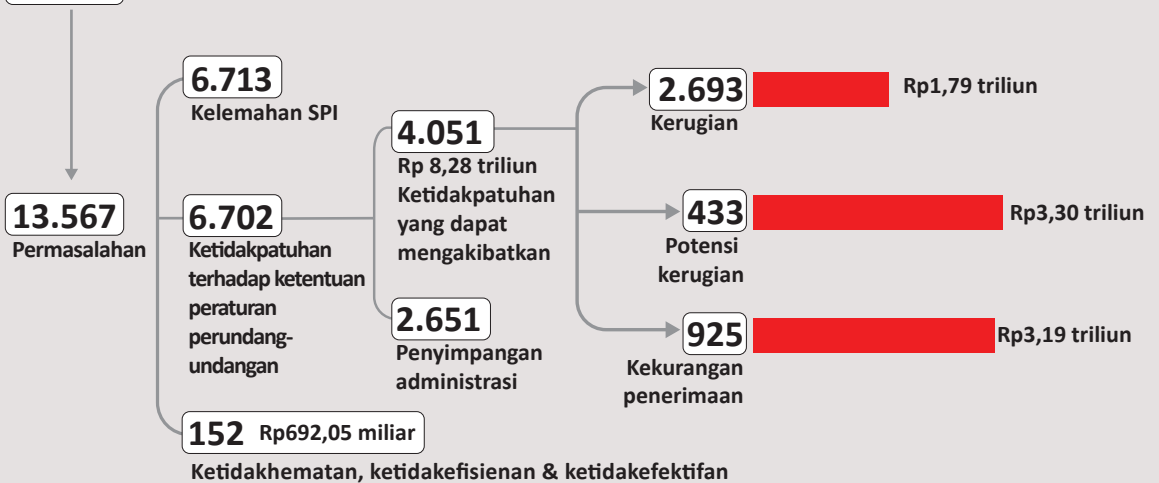 13.567
Permasalahan
6.713
Kelemahan SPI
6.702
Ketidakpatuhan
terhadap ketentuan
peraturan
perundang-
undangan
152 Rp692,05 miliar
Ketidakhematan, ketidakefisienan & ketidakefektifan
4.051
Rp 8,28 triliun
Ketidakpatuhan
yang dapat
mengakibatkan
2.651
Penyimpangan
administrasi
2.693
Kerugian
Rp1,79 triliun
433
Potensi
kerugian
Rp3,30 triliun
925
Kekurangan
penerimaan
Rp3,19 triliun